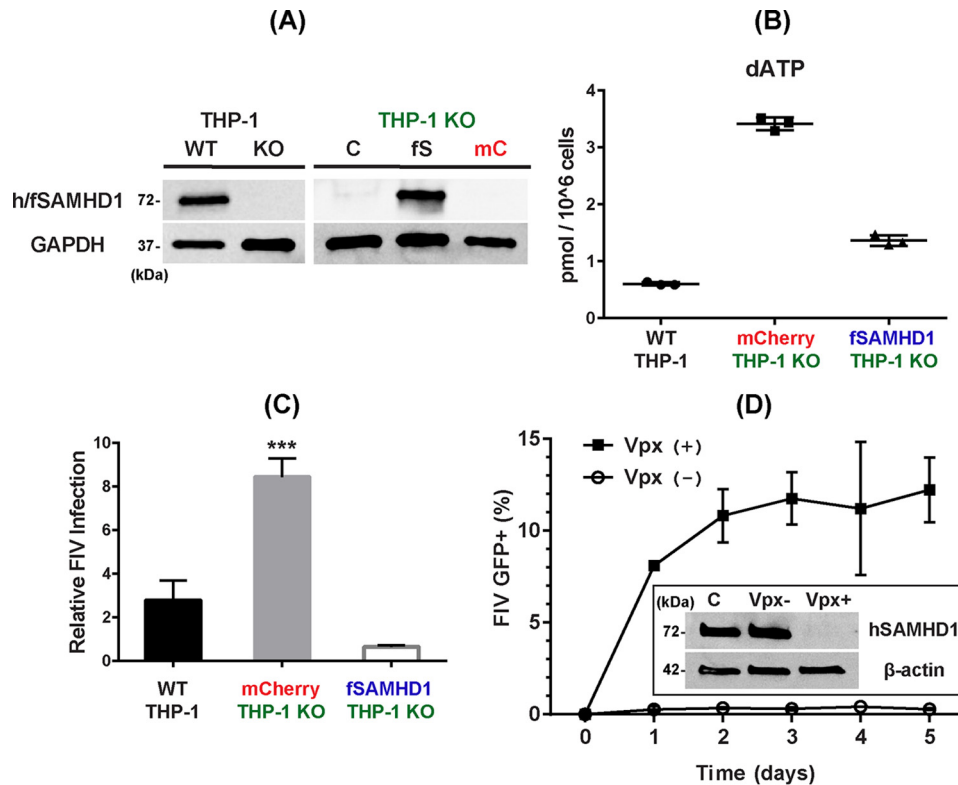 (A)
THP-1
THP-1 KO
WT KO C fS mC
h/fSAMHD1 72-
GAPDH 37-
(kDa)
(B)
dATP
pmol / 10^6 cells
4
3
2
1
0
WT THP-1
mCherry THP-1 KO
fSAMHD1 THP-1 KO
(C)
Relative FIV Infection
10
8
6
4
2
0
***
WT THP-1
mCherry THP-1 KO
fSAMHD1 THP-1 KO
(D)
Vpx (+)
Vpx (−)
FIV GFP+ (%)
15
10
5
0
(kDa) C Vpx- Vpx+
72- hSAMHD1
42- β-actin
0 1 2 3 4 5
Time (days)